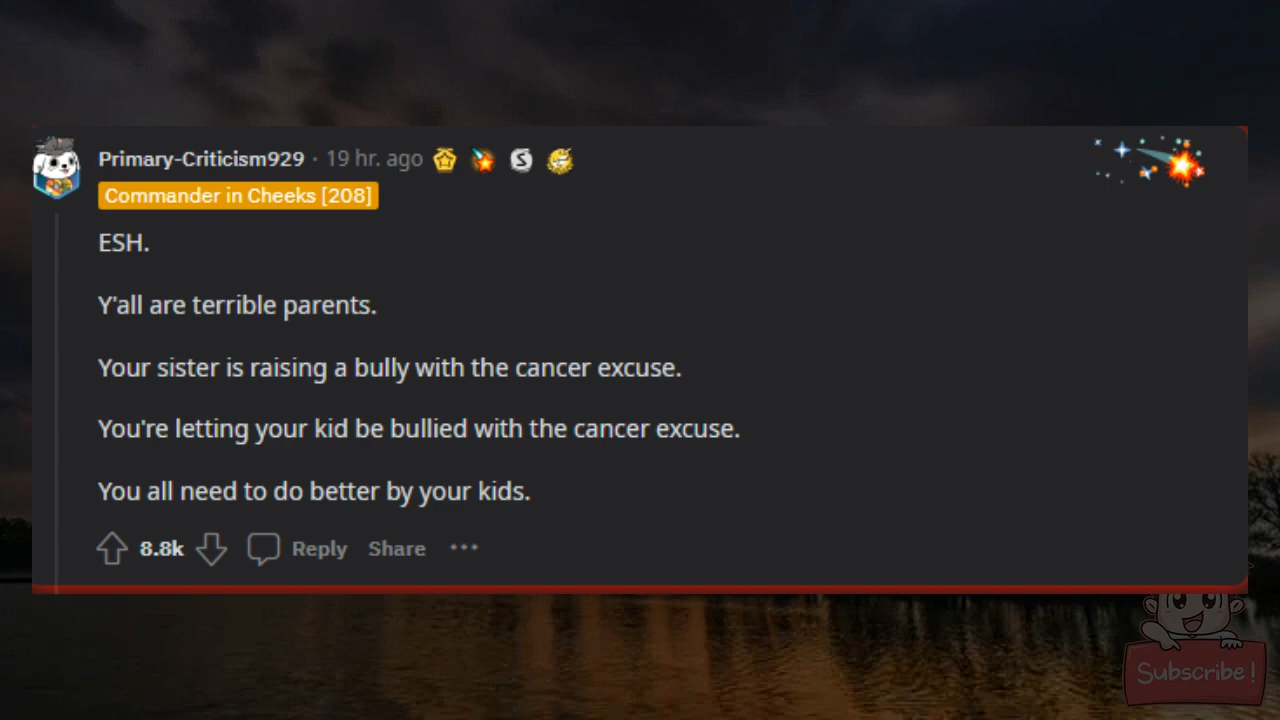 Primary-Criticism929 · 19 hr. ago
Commander in Cheeks [208]
ESH.
Y'all are terrible parents.
Your sister is raising a bully with the cancer excuse.
You're letting your kid be bullied with the cancer excuse.
You all need to do better by your kids.
8.8k Reply Share ···
Subscribe!